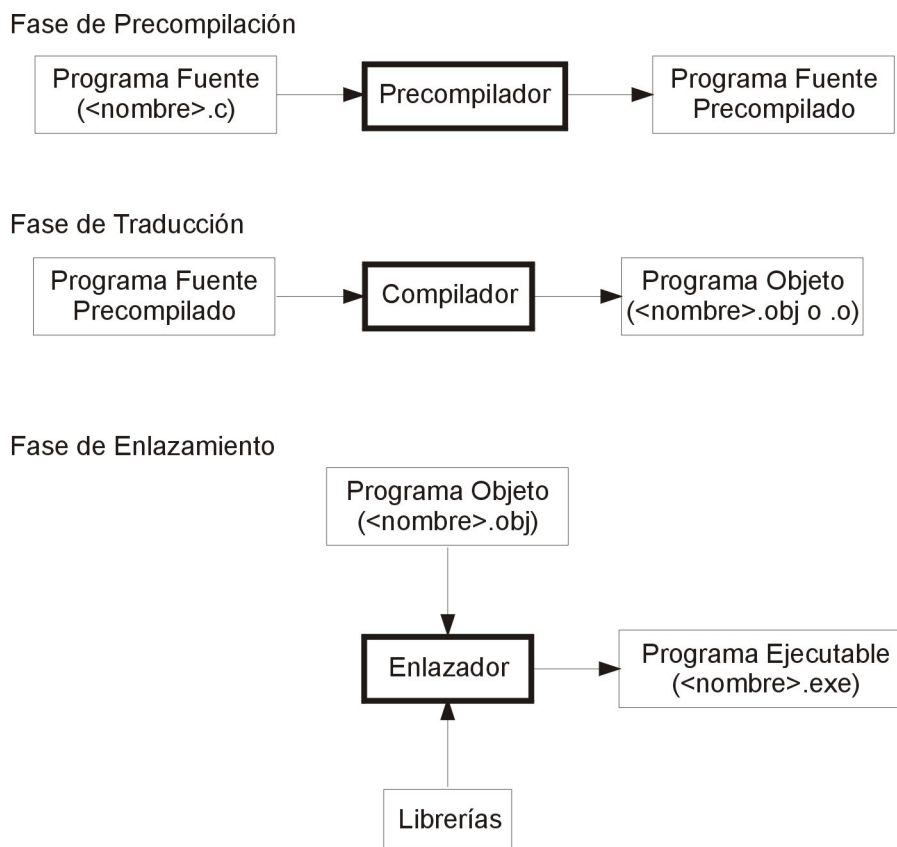 Fase de Precompilación
Programa Fuente
(<nombre>.c)
Precompilador
Programa Fuente
Precompilado
Fase de Traducción
Programa Fuente
Precompilado
Compilador
Programa Objeto
(<nombre>.obj o .o)
Fase de Enlazamiento
Programa Objeto
(<nombre>.obj)
Enlazador
Programa Ejecutable
(<nombre>.exe)
Librerías